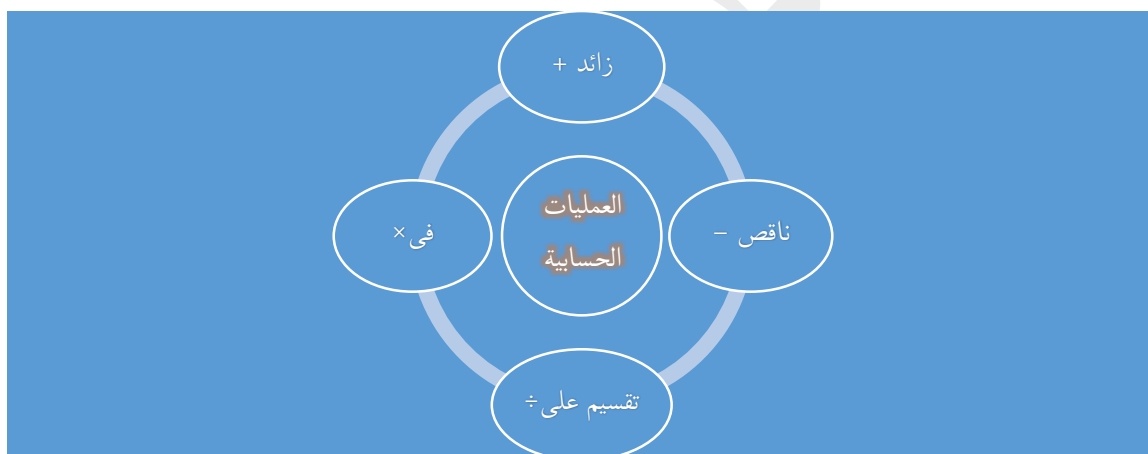 زائد +
العمليات
الحسابية
ناقص −
تقسيم على÷
فى×